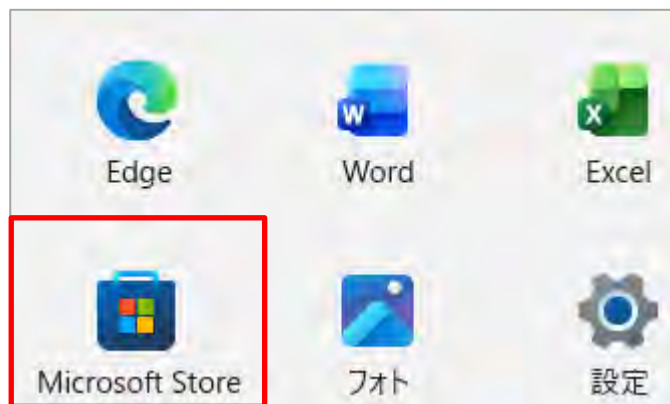 Edge
Word
Excel
Microsoft Store
フォト
設定